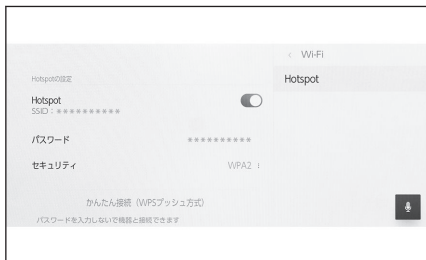 < Wi-Fi
Hotspotの設定
Hotspot
Hotspot
SSID：**********
パスワード **********
セキュリティ WPA2
かんたん接続（WPSプッシュ方式）
パスワードを入力しないで機器と接続できます